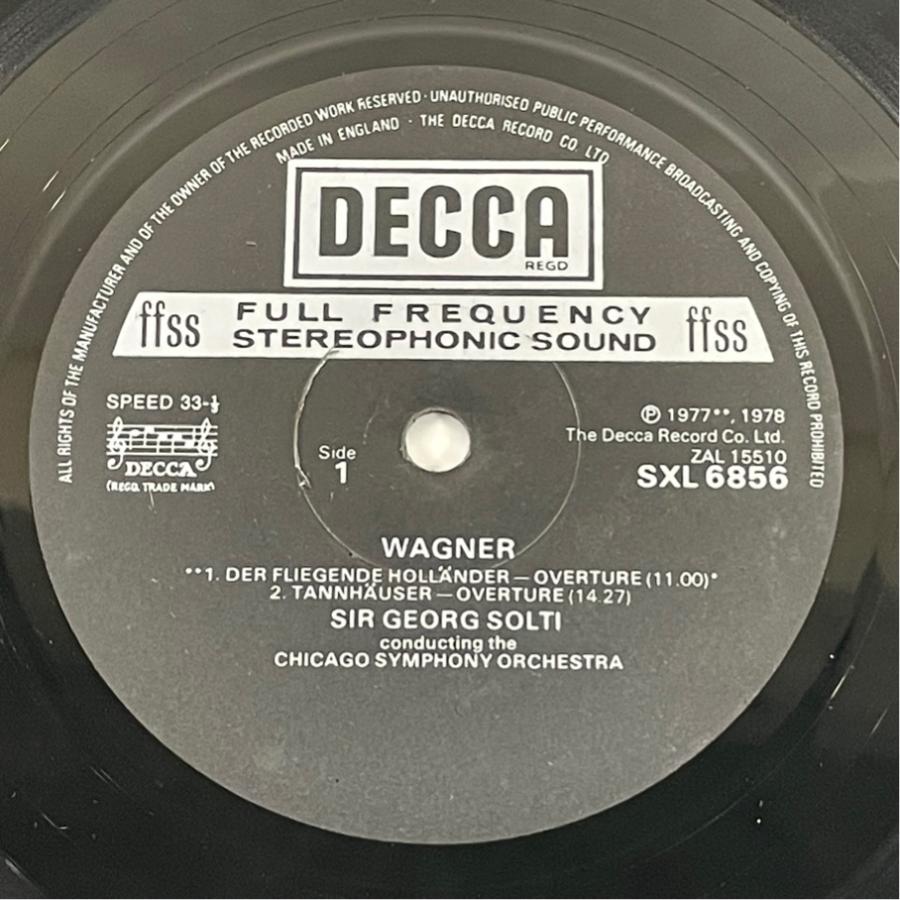 ALL RIGHTS OF THE MANUFACTURER AND OF THE OWNER OF THE RECORDED WORK RESERVED · UNAUTHORISED PUBLIC PERFORMANCE BROADCASTING AND COPYING OF THIS RECORD PROHIBITED
MADE IN ENGLAND · THE DECCA RECORD CO. LTD
DECCA
REGD
ffss FULL FREQUENCY STEREOPHONIC SOUND ffss
SPEED 33-⅓
DECCA
(REGD. TRADE MARK)
Side
1
℗ 1977**, 1978
The Decca Record Co. Ltd.
ZAL 15510
SXL 6856
WAGNER
**1. DER FLIEGENDE HOLLÄNDER — OVERTURE (11.00)*
2. TANNHÄUSER — OVERTURE (14.27)
SIR GEORG SOLTI
conducting the
CHICAGO SYMPHONY ORCHESTRA